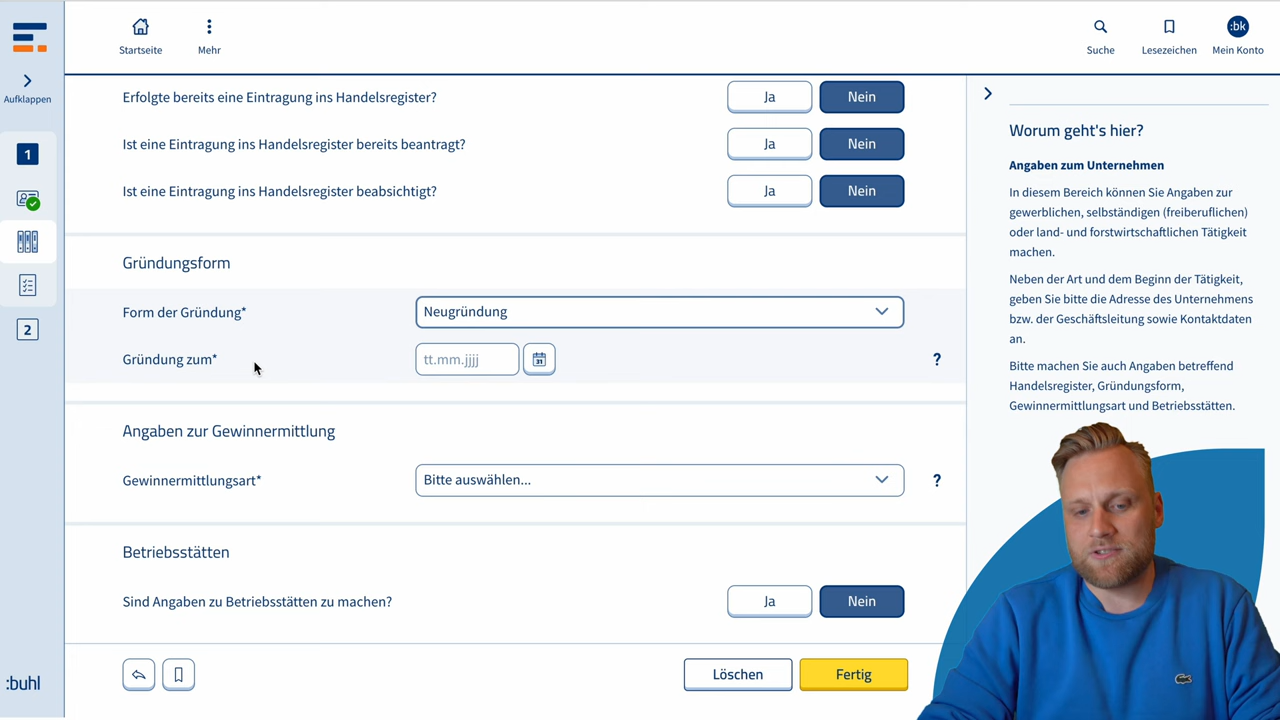 Startseite
Mehr
Suche
Lesezeichen
:bk
Mein Konto
Aufklappen
1
2
:buhl
Erfolgte bereits eine Eintragung ins Handelsregister?
Ja
Nein
Ist eine Eintragung ins Handelsregister bereits beantragt?
Ja
Nein
Ist eine Eintragung ins Handelsregister beabsichtigt?
Ja
Nein
Gründungsform
Form der Gründung*
Neugründung
Gründung zum*
tt.mm.jjjj
31
?
Angaben zur Gewinnermittlung
Gewinnermittlungsart*
Bitte auswählen...
?
Betriebsstätten
Sind Angaben zu Betriebsstätten zu machen?
Ja
Nein
Löschen
Fertig
Worum geht's hier?
Angaben zum Unternehmen
In diesem Bereich können Sie Angaben zur
gewerblichen, selbständigen (freiberuflichen)
oder land- und forstwirtschaftlichen Tätigkeit
machen.
Neben der Art und dem Beginn der Tätigkeit,
geben Sie bitte die Adresse des Unternehmens
bzw. der Geschäftsleitung sowie Kontaktdaten
an.
Bitte machen Sie auch Angaben betreffend
Handelsregister, Gründungsform,
Gewinnermittlungsart und Betriebsstätten.